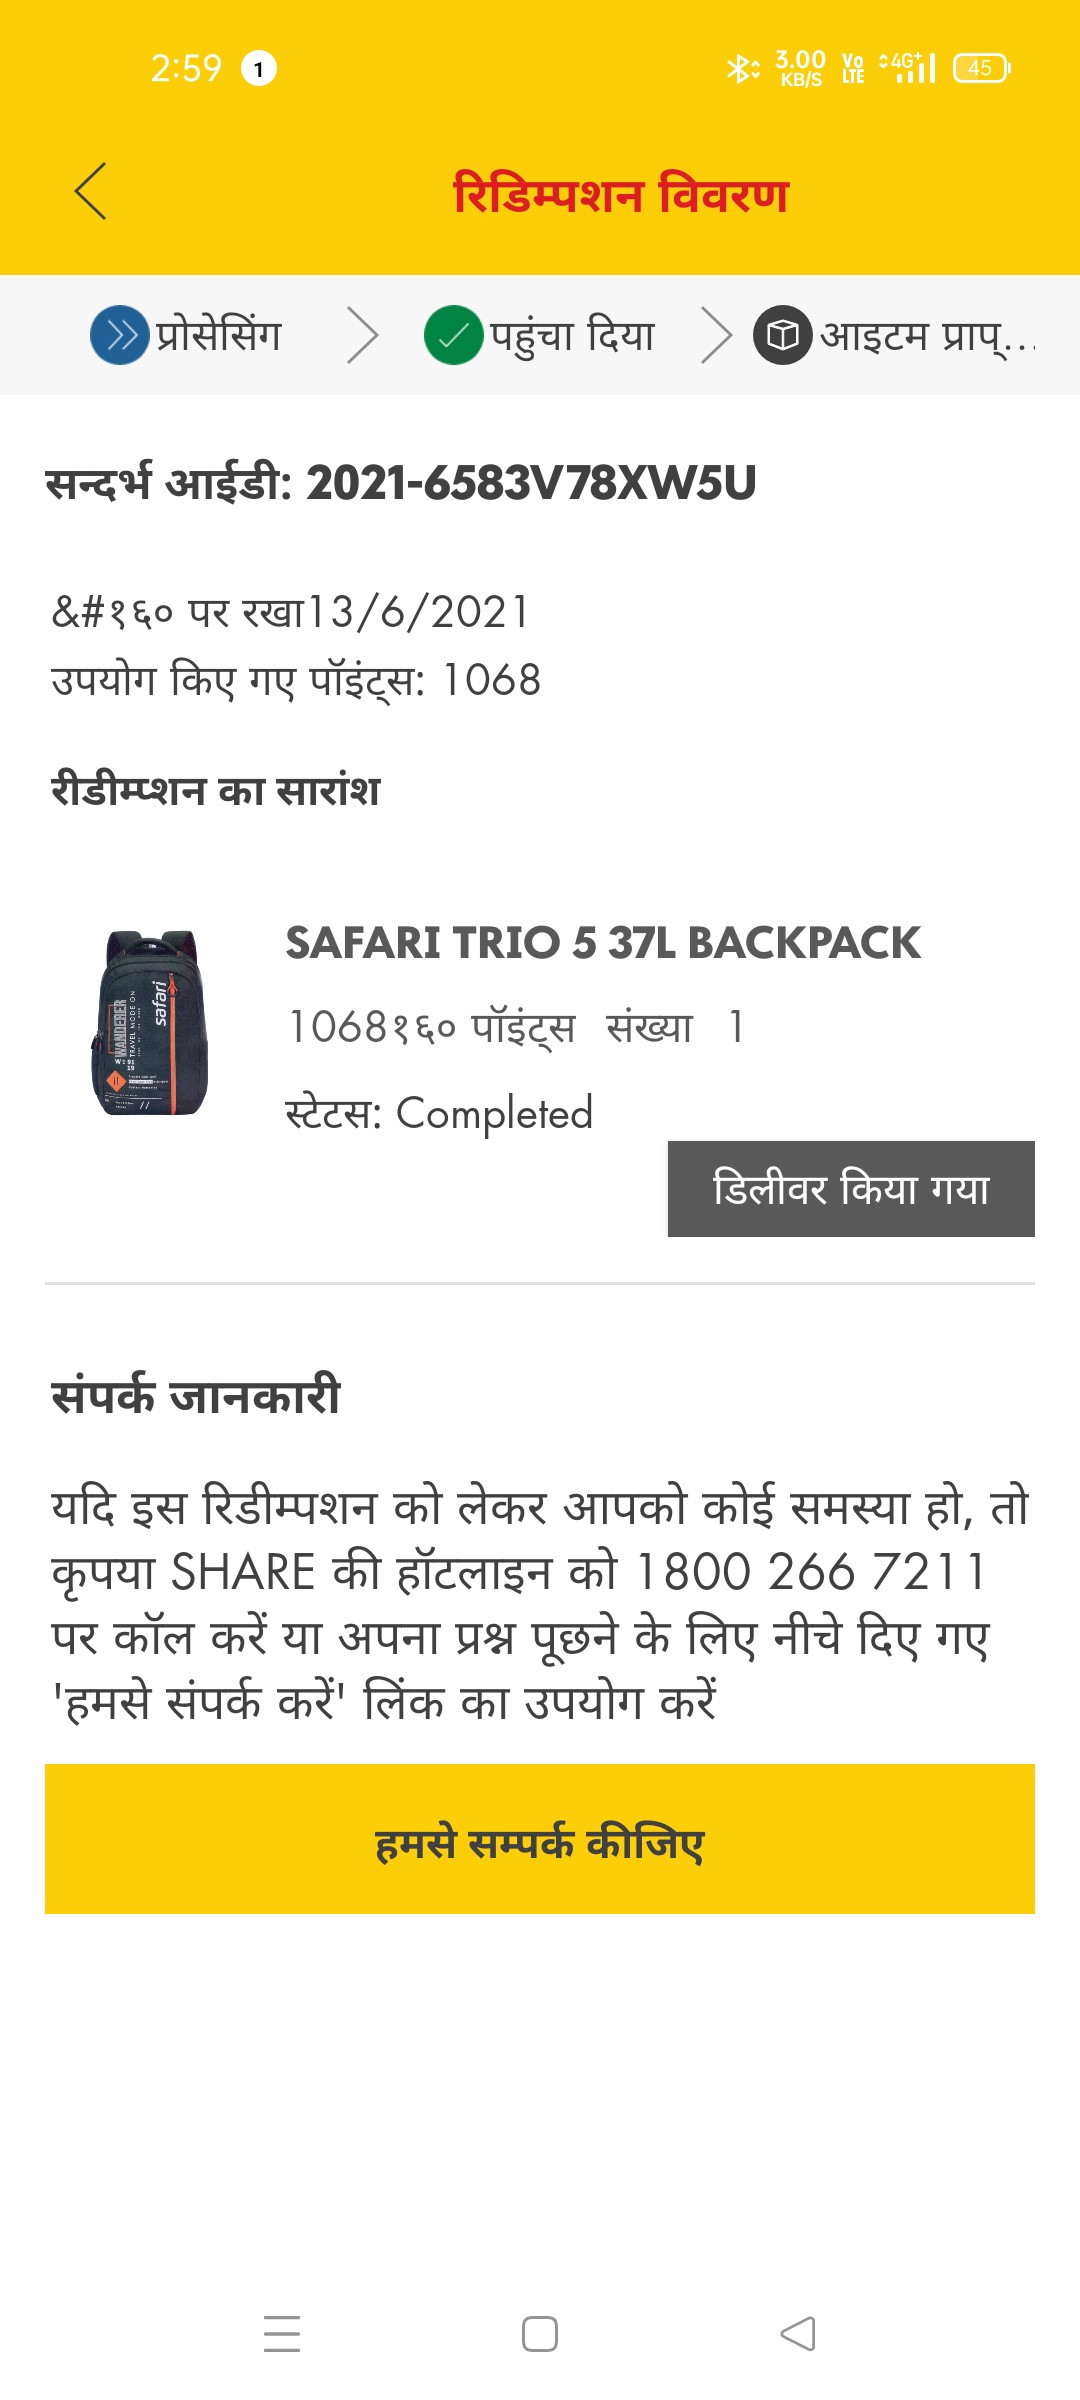 2:59 1 3.00 KB/S Vo LTE 4G+ 45
रिडिम्पशन विवरण
प्रोसेसिंग पहुंचा दिया आइटम प्राप्...
सन्दर्भ आईडी: 2021-6583V78XW5U
&#१६० पर रखा13/6/2021
उपयोग किए गए पॉइंट्स: 1068
रीडीम्प्शन का सारांश
SAFARI TRIO 5 37L BACKPACK
1068१६० पॉइंट्स संख्या 1
स्टेटस: Completed
डिलीवर किया गया
safari
WANDERER
TRAVEL MODE ON
संपर्क जानकारी
यदि इस रिडीम्पशन को लेकर आपको कोई समस्या हो, तो
कृपया SHARE की हॉटलाइन को 1800 266 7211
पर कॉल करें या अपना प्रश्न पूछने के लिए नीचे दिए गए
'हमसे संपर्क करें' लिंक का उपयोग करें
हमसे सम्पर्क कीजिए